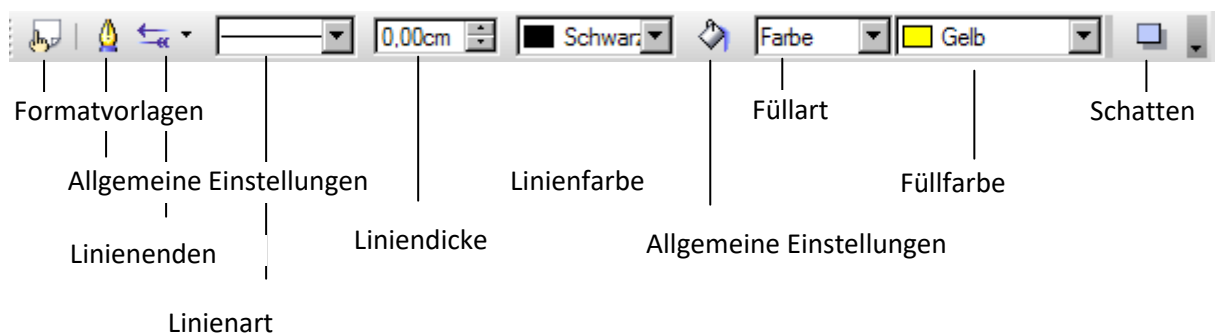 0,00cm Schwarz Farbe Gelb
Formatvorlagen Füllart Schatten
Allgemeine Einstellungen Linienfarbe Füllfarbe
Linienenden Liniendicke Allgemeine Einstellungen
Linienart